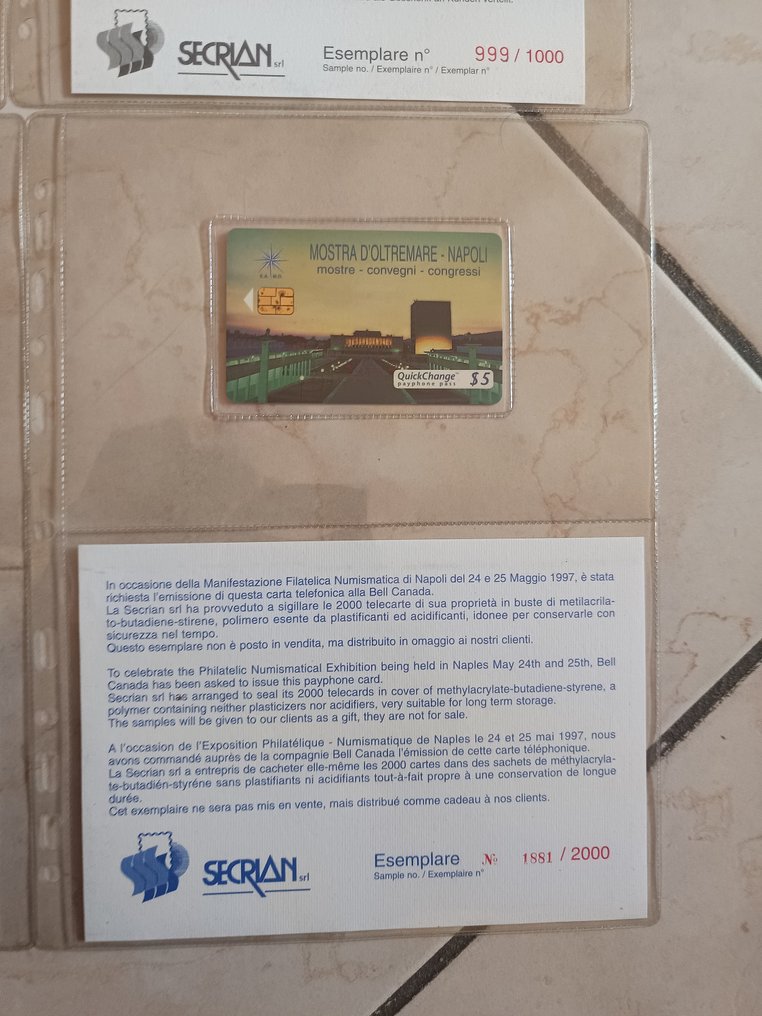 SECRIAN srl
Esemplare n° 999 / 1000
Sample no. / Exemplaire n° / Exemplar n°
MOSTRA D'OLTREMARE - NAPOLI
mostre - convegni - congressi
QuickChange™
payphone pass
$5
In occasione della Manifestazione Filatelica Numismatica di Napoli del 24 e 25 Maggio 1997, è stata
richiesta l'emissione di questa carta telefonica alla Bell Canada.
La Secrian srl ha provveduto a sigillare le 2000 telecarte di sua proprietà in buste di metilacrila-
to-butadiene-stirene, polimero esente da plastificanti ed acidificanti, idonee per conservarle con
sicurezza nel tempo.
Questo esemplare non è posto in vendita, ma distribuito in omaggio ai nostri clienti.
To celebrate the Philatelic Numismatical Exhibition being held in Naples May 24th and 25th, Bell
Canada has been asked to issue this payphone card.
Secrian srl has arranged to seal its 2000 telecards in cover of methylacrylate-butadiene-styrene, a
polymer containing neither plasticizers nor acidifiers, very suitable for long term storage.
The samples will be given to our clients as a gift, they are not for sale.
A l'occasion de l'Exposition Philatélique - Numismatique de Naples le 24 et 25 mai 1997, nous
avons commandé auprès de la compagnie Bell Canada l'émission de cette carte téléphonique.
La Secrian srl a entrepris de cacheter elle-même les 2000 cartes dans des sachets de méthylacryla-
te-butadién-styréne sans plastifiants ni acidifiants tout-à-fait propre à une conservation de longue
durée.
Cet exemplaire ne sera pas mis en vente, mais distribué comme cadeau à nos clients.
SECRIAN srl
Esemplare № 1881 / 2000
Sample no. / Exemplaire n°